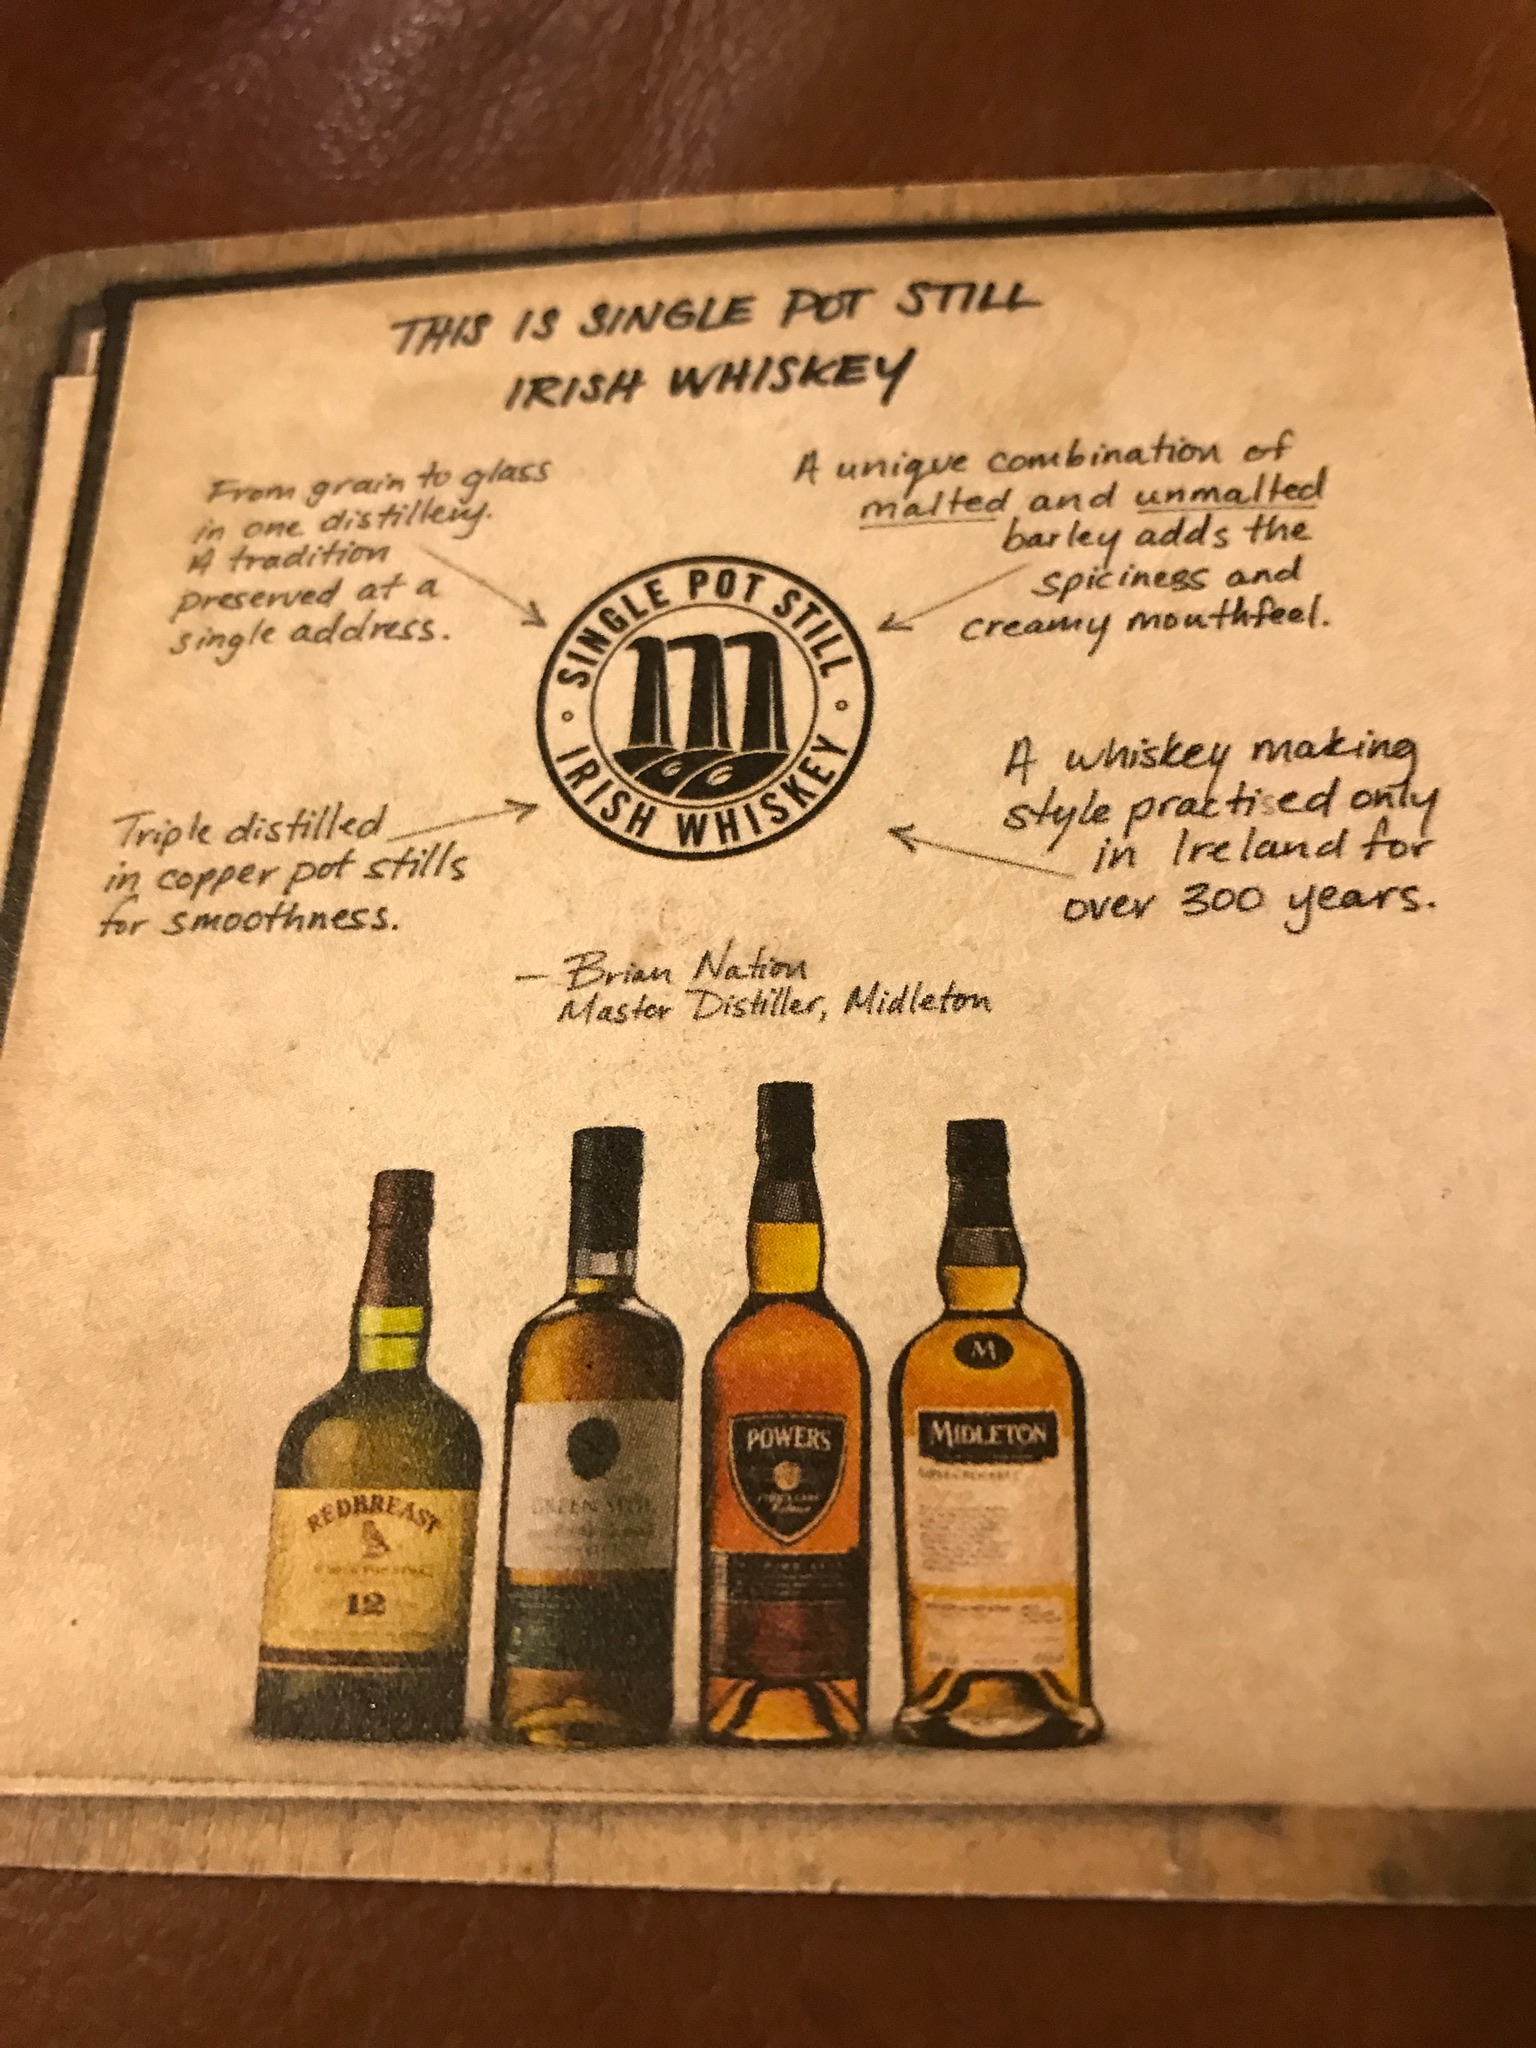 THIS IS SINGLE POT STILL
IRISH WHISKEY
From grain to glass
in one distillery.
A tradition
preserved at a
single address.
A unique combination of
malted and unmalted
barley adds the
spiciness and
creamy mouthfeel.
SINGLE POT STILL
IRISH WHISKEY
Triple distilled
in copper pot stills
for smoothness.
A whiskey making
style practised only
in Ireland for
over 300 years.
— Brian Nation
Master Distiller, Midleton
REDBREAST
12
GREEN SPOT
POWERS
M
MIDLETON